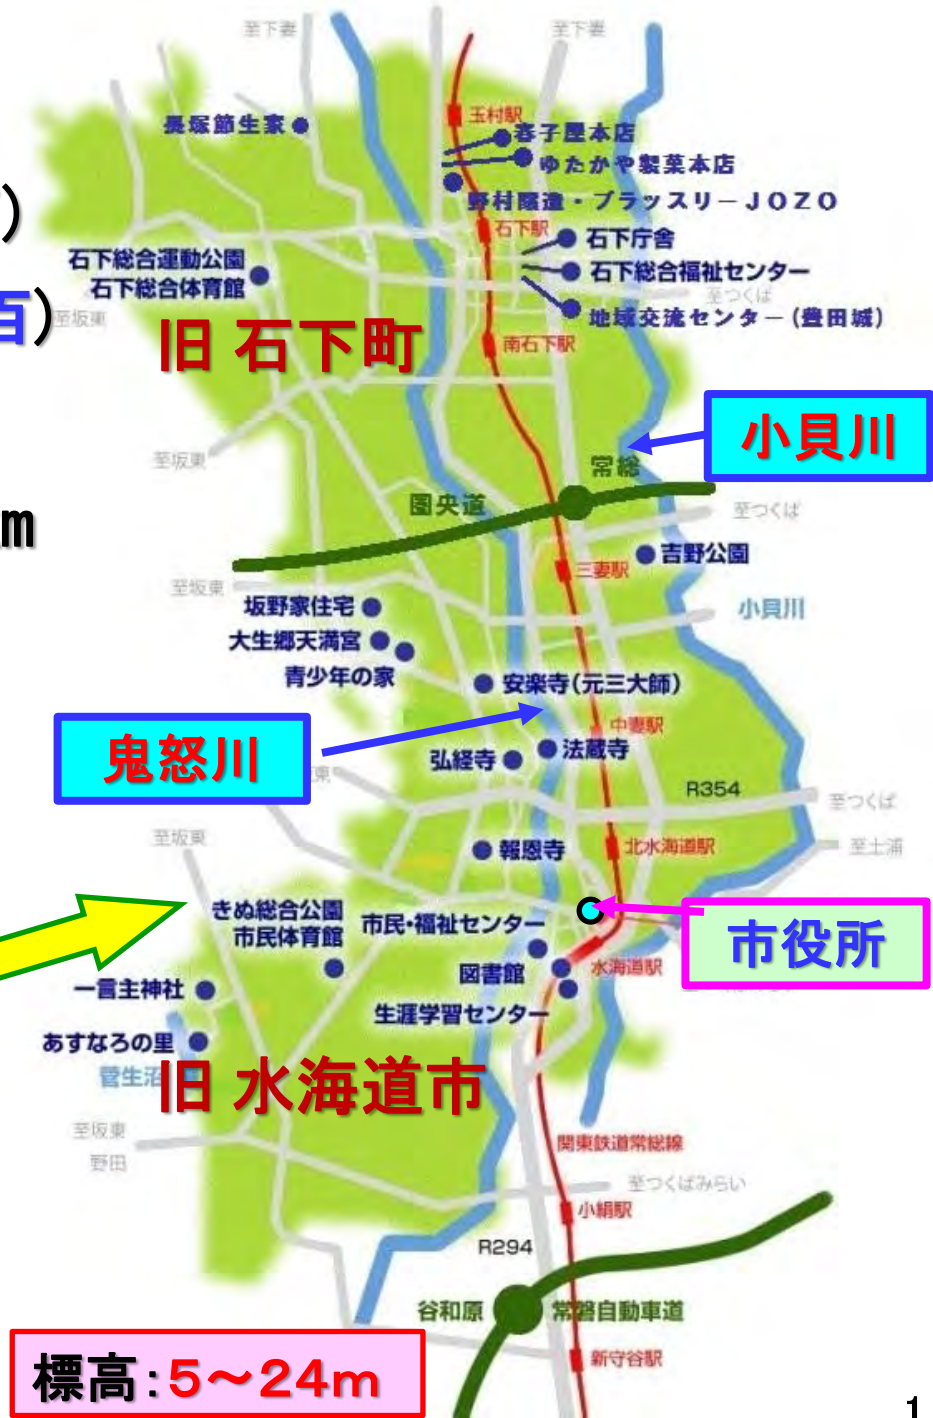 至下妻
至下妻
玉村駅
長塚節生家
春子屋本店
ゆたかや製菓本店
)
野村醸造・ブラッスリーJOZO
石下駅
石下庁舎
石下総合運動公園
石下総合体育館
石下総合福祉センター
至つくば
百)
至坂東
地域交流センター(豊田城)
旧 石下町
南石下駅
小貝川
至坂東
常総
圏央道
m
至つくば
吉野公園
三妻駅
至坂東
坂野家住宅
小貝川
大生郷天満宮
青少年の家
安楽寺(元三大師)
中妻駅
鬼怒川
弘経寺
法蔵寺
東
R354
至つくば
至坂東
北水海道駅
至土浦
報恩寺
きぬ総合公園
市民体育館
市民・福祉センター
市役所
図書館
水海道駅
一言主神社
生涯学習センター
あすなろの里
菅生沼
旧 水海道市
至坂東
野田
関東鉄道常総線
至つくばみらい
小絹駅
R294
谷和原
常磐自動車道
新守谷駅
標高:5～24m
1